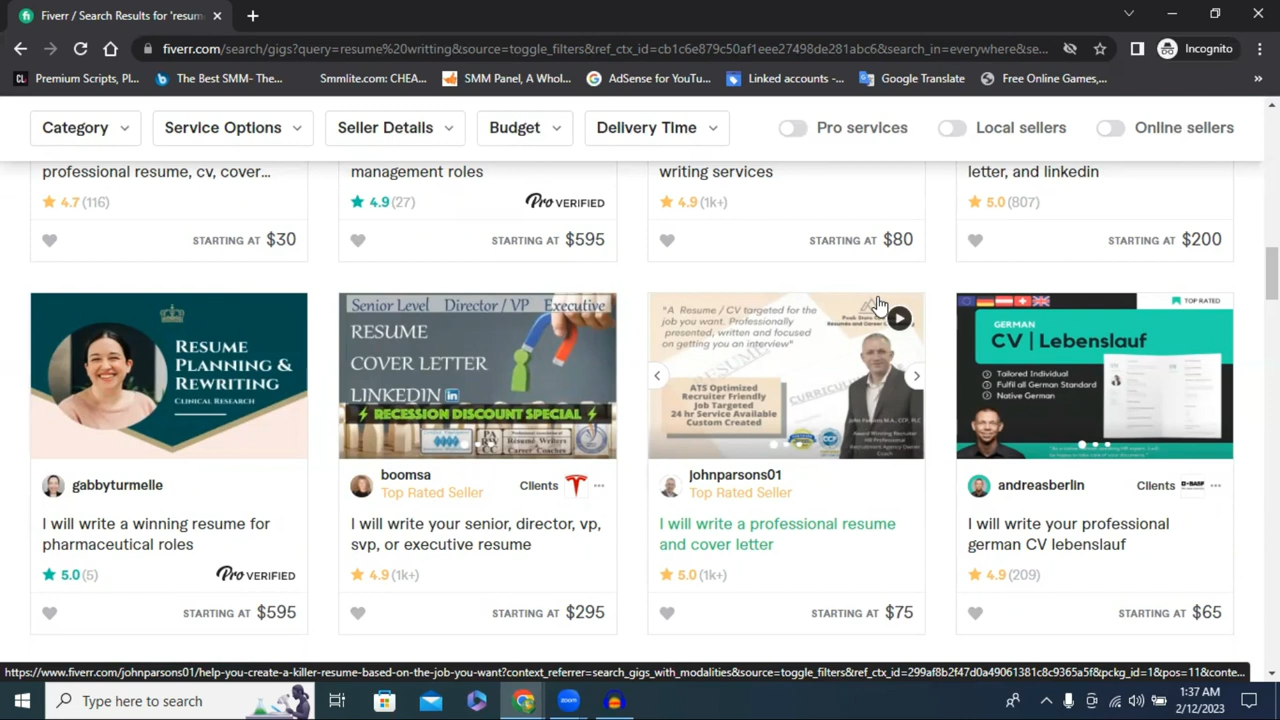 Fiverr / Search Results for 'resum
fiverr.com/search/gigs?query=resume%20writting&source=toggle_filters&ref_ctx_id=cb1c6e879c50af1eee27498de281abc6&search_in=everywhere&se...
Incognito
Premium Scripts, Pl...
The Best SMM- The...
Smmlite.com: CHEA...
SMM Panel, A Whol...
AdSense for YouTu...
Linked accounts -...
Google Translate
Free Online Games,...
»
Category
Service Options
Seller Details
Budget
Delivery Time
Pro services
Local sellers
Online sellers
professional resume, cv, cover...
4.7 (116)
STARTING AT $30
management roles
4.9 (27)
Pro VERIFIED
STARTING AT $595
writing services
4.9 (1k+)
STARTING AT $80
letter, and linkedin
5.0 (807)
STARTING AT $200
RESUME
PLANNING &
REWRITING
CLINICAL RESEARCH
gabbyturmelle
I will write a winning resume for
pharmaceutical roles
5.0 (5)
Pro VERIFIED
STARTING AT $595
Senior Level Director / VP Executive
RESUME
COVER LETTER
LINKEDIN in
RECESSION DISCOUNT SPECIAL
boomsa
Top Rated Seller
Clients
...
I will write your senior, director, vp,
svp, or executive resume
4.9 (1k+)
STARTING AT $295
"A Resume / CV targeted for the
job you want. Professionally
presented, written and focused
on getting you an interview"
RESUME
ATS Optimized
Recruiter Friendly
Job Targeted
24 hr Service Available
Custom Created
johnparsons01
Top Rated Seller
I will write a professional resume
and cover letter
5.0 (1k+)
STARTING AT $75
TOP RATED
GERMAN
CV | Lebenslauf
Tailored Individual
Fulfil all German Standard
Native German
andreasberlin
Clients
BASF
...
I will write your professional
german CV lebenslauf
4.9 (209)
STARTING AT $65
https://www.fiverr.com/johnparsons01/help-you-create-a-killer-resume-based-on-the-job-you-want?context_referrer=search_gigs_with_modalities&source=toggle_filters&ref_ctx_id=299af8b2f47d0a49061381c8c9365a5f&pckg_id=1&pos=11&conte...
Type here to search
zoom
1:37 AM
2/12/2023